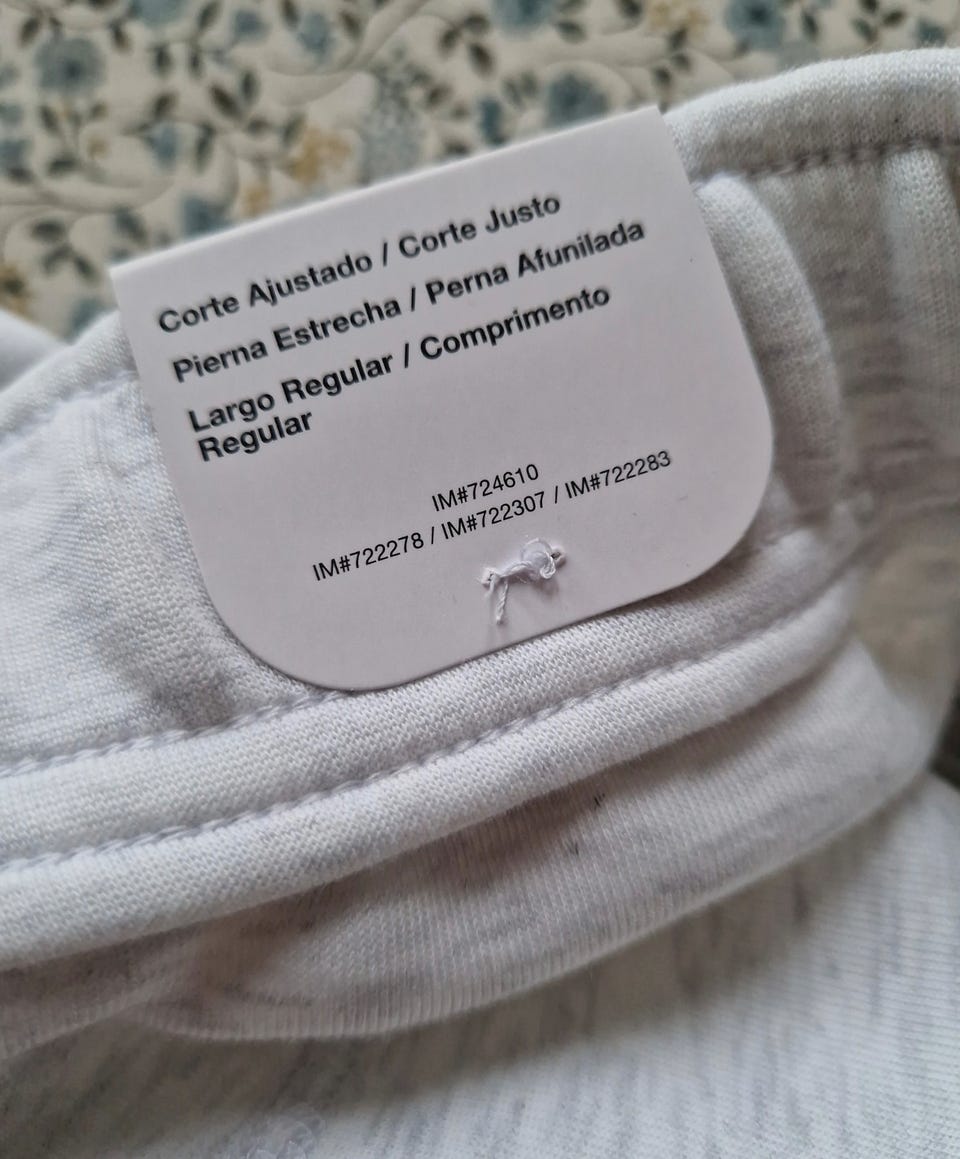 Corte Ajustado / Corte Justo
Pierna Estrecha / Perna Afunilada
Largo Regular / Comprimento
Regular
IM#724610
IM#722278 / IM#722307 / IM#722283